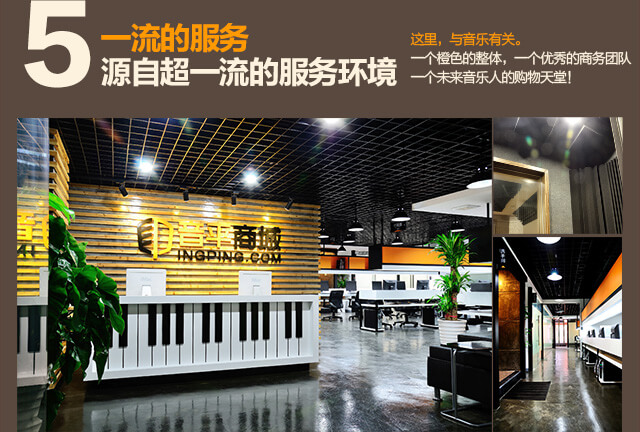 5
一流的服务
源自超一流的服务环境
这里，与音乐有关。
一个橙色的整体，一个优秀的商务团队
一个未来音乐人的购物天堂！
音平商城
INGPING.COM